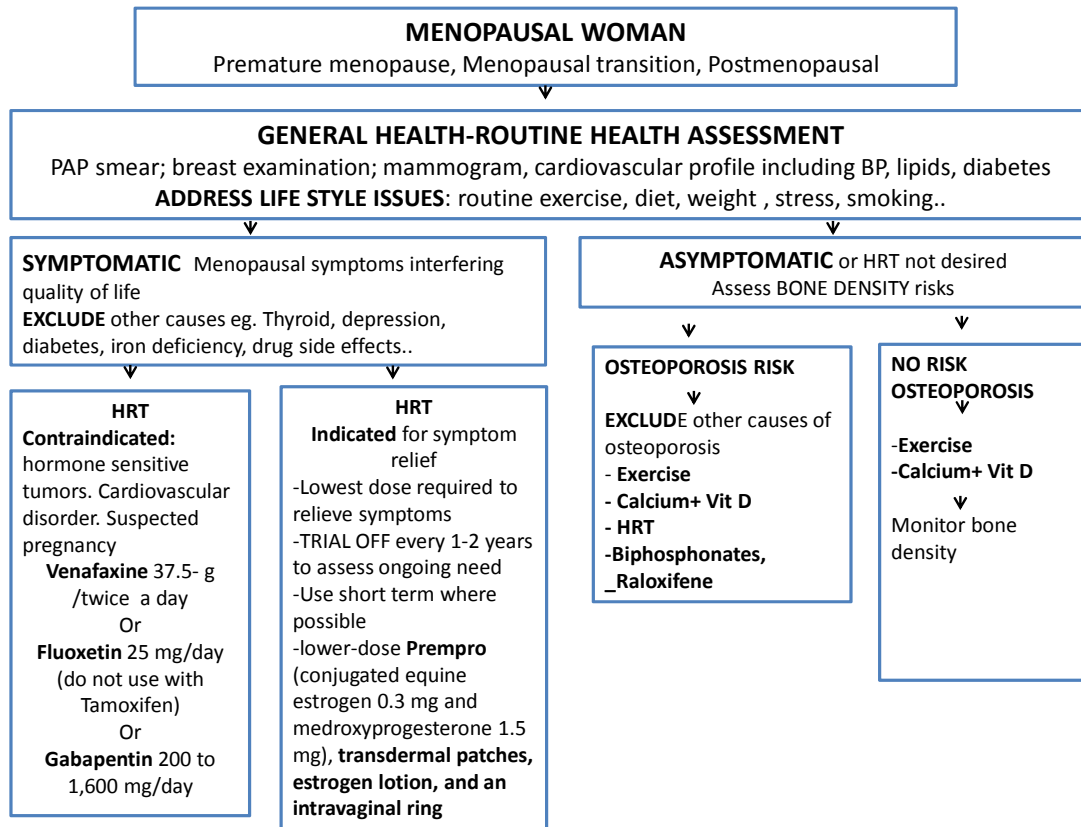 MENOPAUSAL WOMAN
Premature menopause, Menopausal transition, Postmenopausal
GENERAL HEALTH-ROUTINE HEALTH ASSESSMENT
PAP smear; breast examination; mammogram, cardiovascular profile including BP, lipids, diabetes
ADDRESS LIFE STYLE ISSUES: routine exercise, diet, weight , stress, smoking..
SYMPTOMATIC Menopausal symptoms interfering
quality of life
EXCLUDE other causes eg. Thyroid, depression,
diabetes, iron deficiency, drug side effects..
ASYMPTOMATIC or HRT not desired
Assess BONE DENSITY risks
HRT
Contraindicated:
hormone sensitive
tumors. Cardiovascular
disorder. Suspected
pregnancy
Venafaxine 37.5- g
/twice a day
Or
Fluoxetin 25 mg/day
(do not use with
Tamoxifen)
Or
Gabapentin 200 to
1,600 mg/day
HRT
Indicated for symptom
relief
-Lowest dose required to
relieve symptoms
-TRIAL OFF every 1-2 years
to assess ongoing need
-Use short term where
possible
-lower-dose Prempro
(conjugated equine
estrogen 0.3 mg and
medroxyprogesterone 1.5
mg), transdermal patches,
estrogen lotion, and an
intravaginal ring
OSTEOPOROSIS RISK
EXCLUDE other causes of
osteoporosis
- Exercise
- Calcium+ Vit D
- HRT
-Biphosphonates,
_Raloxifene
NO RISK
OSTEOPOROSIS
-Exercise
-Calcium+ Vit D
Monitor bone
density